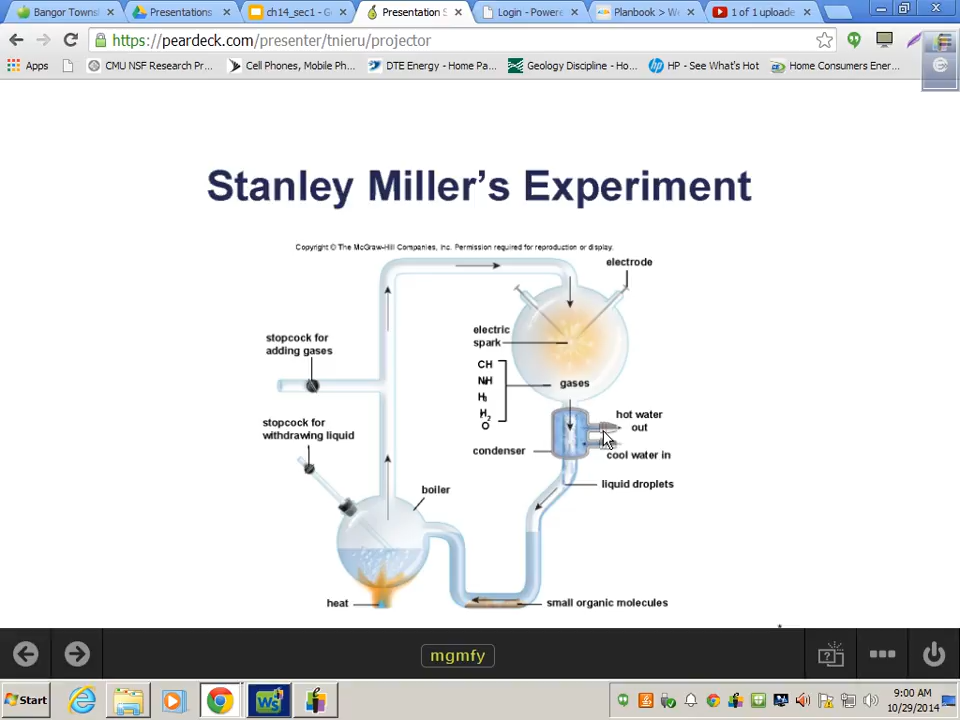 Bangor Towns
Presentations
ch14_sec1 - G
Presentation S
Login - Powe
Planbook > W
1 of 1 uploade
https://peardeck.com/presenter/tnieru/projector
Apps
CMU NSF Research Pr...
Cell Phones, Mobile Ph...
DTE Energy - Home Pa...
Geology Discipline - Ho...
HP - See What's Hot
Home Consumers Ener...
Stanley Miller's Experiment
Copyright © The McGraw-Hill Companies, Inc. Permission required for reproduction or display.
electrode
stopcock for
adding gases
electric
spark
CH
NH
H
H2
O
gases
hot water
out
stopcock for
withdrawing liquid
condenser
cool water in
liquid droplets
boiler
heat
small organic molecules
*
mgmfy
Start
9:00 AM
10/29/2014